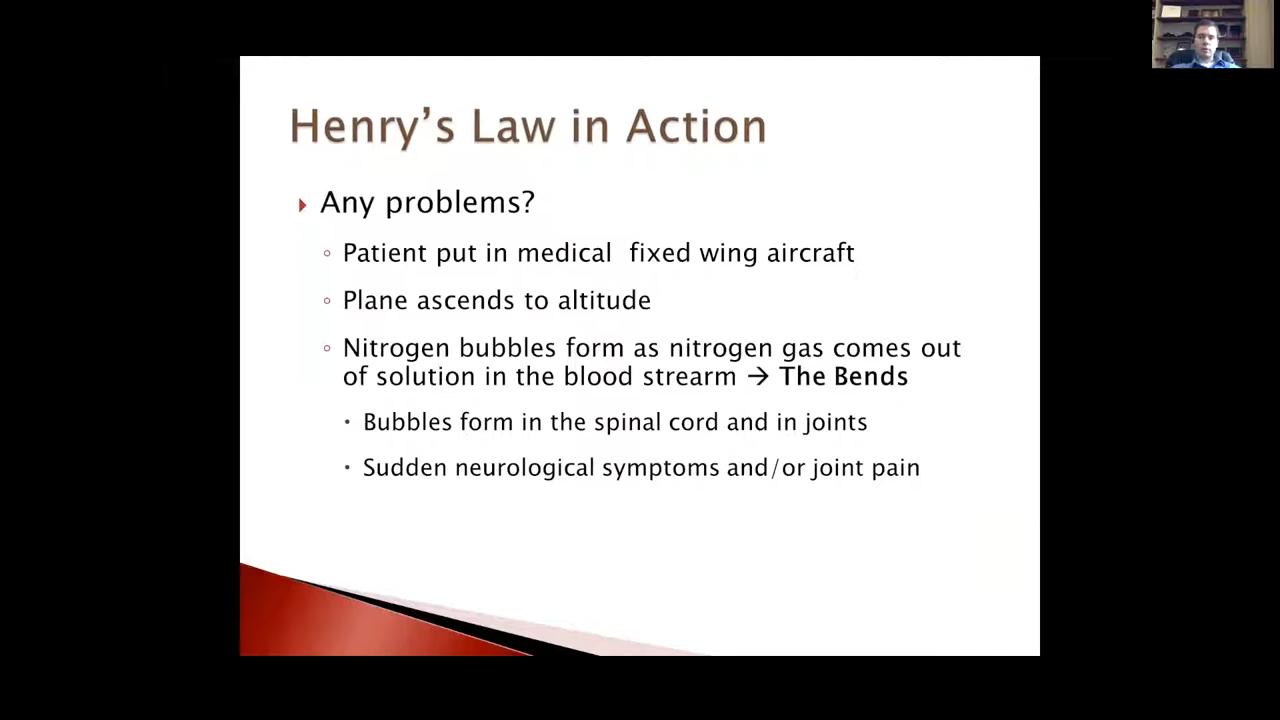 Henry’s Law in Action
Any problems?
Patient put in medical  fixed wing aircraft
Plane ascends to altitude
Nitrogen bubbles form as nitrogen gas comes out
of solution in the blood strearm → The Bends
Bubbles form in the spinal cord and in joints
Sudden neurological symptoms and/or joint pain